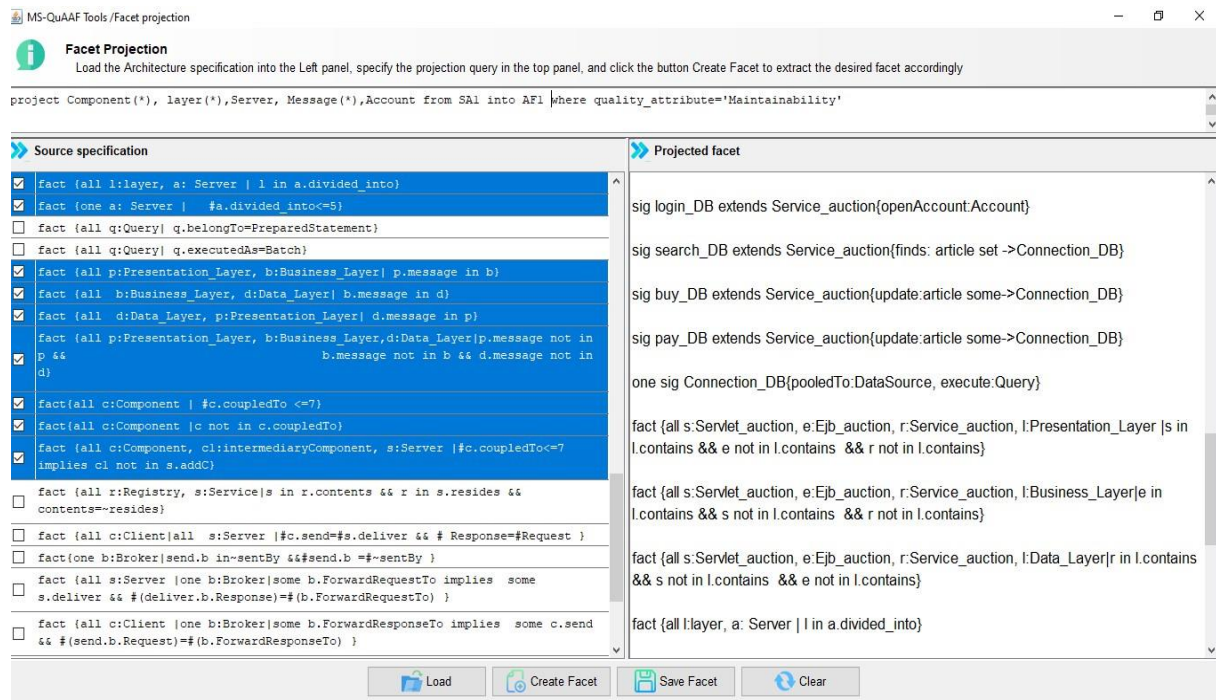 MS-QuAAF Tools /Facet projection
Facet Projection
Load the Architecture specification into the Left panel, specify the projection query in the top panel, and click the button Create Facet to extract the desired facet accordingly
project Component(*), layer(*),Server, Message(*),Account from SA1 into AF1 where quality_attribute='Maintainability'
Source specification
fact {all l:layer, a: Server | l in a.divided_into}
fact {one a: Server |   #a.divided_into<=5}
fact {all q:Query| q.belongTo=PreparedStatement}
fact {all q:Query| q.executedAs=Batch}
fact {all p:Presentation_Layer, b:Business_Layer| p.message in b}
fact {all  b:Business_Layer, d:Data_Layer| b.message in d}
fact {all  d:Data_Layer, p:Presentation_Layer| d.message in p}
fact {all p:Presentation_Layer, b:Business_Layer,d:Data_Layer|p.message not in
p &&                                     b.message not in b && d.message not in
d}
fact{all c:Component | #c.coupledTo <=7}
fact{all c:Component |c not in c.coupledTo}
fact {all c:Component, cl:intermediaryComponent, s:Server |#c.coupledTo<=7
implies cl not in s.addC}
fact {all r:Registry, s:Service|s in r.contents && r in s.resides &&
contents=~resides}
fact {all c:Client|all  s:Server |#c.send=#s.deliver && # Response=#Request }
fact{one b:Broker|send.b in~sentBy &&#send.b =#~sentBy }
fact {all s:Server |one b:Broker|some b.ForwardRequestTo implies  some
s.deliver && #(deliver.b.Response)=#(b.ForwardRequestTo) }
fact {all c:Client |one b:Broker|some b.ForwardResponseTo implies  some c.send
&& #(send.b.Request)=#(b.ForwardResponseTo) }
Projected facet
sig login_DB extends Service_auction{openAccount:Account}
sig search_DB extends Service_auction{finds: article set ->Connection_DB}
sig buy_DB extends Service_auction{update:article some->Connection_DB}
sig pay_DB extends Service_auction{update:article some->Connection_DB}
one sig Connection_DB{pooledTo:DataSource, execute:Query}
fact {all s:Servlet_auction, e:Ejb_auction, r:Service_auction, l:Presentation_Layer |s in
l.contains && e not in l.contains  && r not in l.contains}
fact {all s:Servlet_auction, e:Ejb_auction, r:Service_auction, l:Business_Layer|e in
l.contains && s not in l.contains  && r not in l.contains}
fact {all s:Servlet_auction, e:Ejb_auction, r:Service_auction, l:Data_Layer|r in l.contains
&& s not in l.contains  && e not in l.contains}
fact {all l:layer, a: Server | l in a.divided_into}
Load
Create Facet
Save Facet
Clear